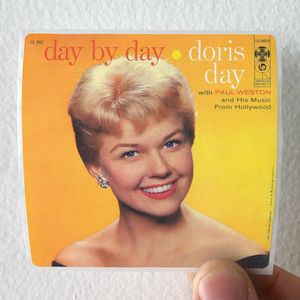 day by day • doris
day
with PAUL WESTON
and His Music
From Hollywood